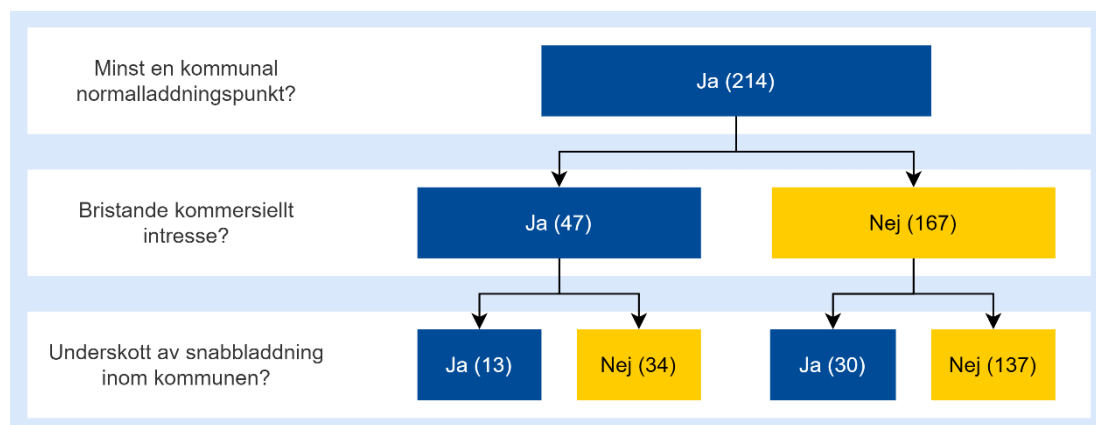 Minst en kommunal
normalladdningspunkt?
Ja (214)
Bristande kommersiellt
intresse?
Ja (47)
Nej (167)
Underskott av snabbladdning
inom kommunen?
Ja (13)
Nej (34)
Ja (30)
Nej (137)